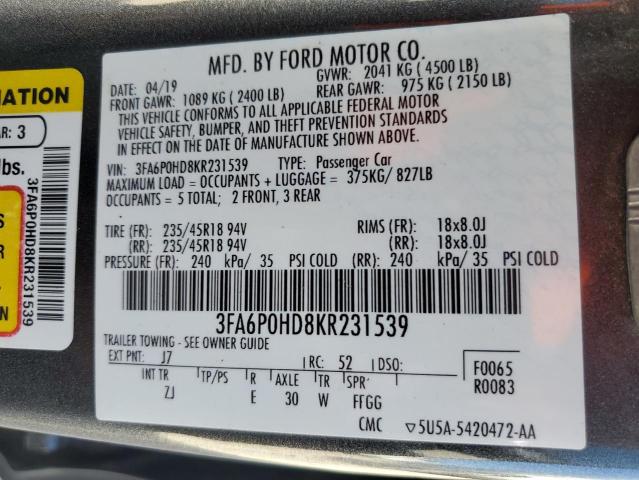 MFD. BY FORD MOTOR CO.
DATE: 04/19 GVWR: 2041 KG ( 4500 LB)
FRONT GAWR: 1089 KG ( 2400 LB) REAR GAWR: 975 KG ( 2150 LB)
THIS VEHICLE CONFORMS TO ALL APPLICABLE FEDERAL MOTOR
VEHICLE SAFETY, BUMPER, AND THEFT PREVENTION STANDARDS
IN EFFECT ON THE DATE OF MANUFACTURE SHOWN ABOVE.
VIN: 3FA6P0HD8KR231539 TYPE: Passenger Car
MAXIMUM LOAD = OCCUPANTS + LUGGAGE = 375KG/ 827LB
OCCUPANTS = 5 TOTAL; 2 FRONT, 3 REAR
TIRE (FR): 235/45R18 94V RIMS (FR): 18x8.0J
(RR): 235/45R18 94V (RR): 18x8.0J
PRESSURE (FR): 240 kPa/ 35 PSI COLD (RR): 240 kPa/ 35 PSI COLD
3FA6P0HD8KR231539
TRAILER TOWING - SEE OWNER GUIDE
EXT PNT: J7 RC: 52 DSO: F0065
INT TR TP/PS R AXLE TR SPR R0083
ZJ E 30 W FFGG
CMC ▽5U5A-5420472-AA
MATION
AR: 3
lbs.
3FA6P0HD8KR231539
S
R
N